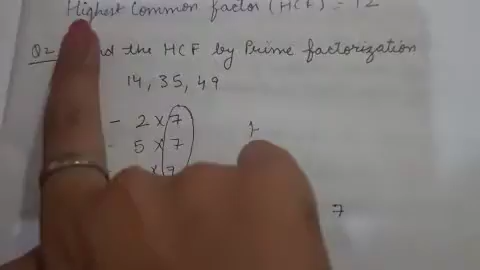 Highest Common factor (HCF) = 12
Q2 the HCF by Prime factorization
14, 35, 49
- 2 × 7
- 5 × 7
× 7
7